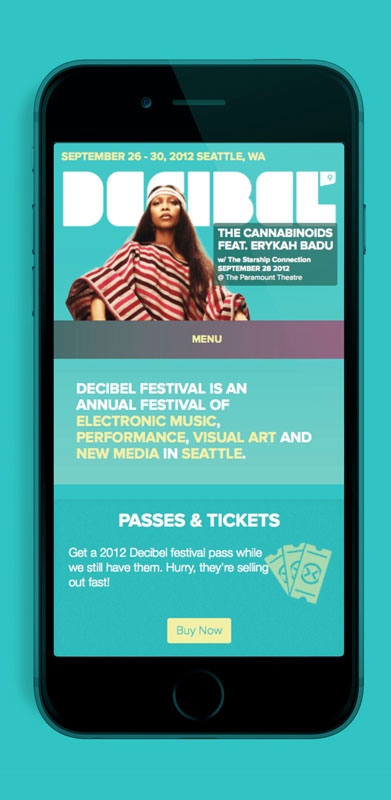 SEPTEMBER 26 - 30, 2012 SEATTLE, WA
DECIBEL 9
THE CANNABINOIDS
FEAT. ERYKAH BADU
w/ The Starship Connection
SEPTEMBER 28 2012
@ The Paramount Theatre
MENU
DECIBEL FESTIVAL IS AN
ANNUAL FESTIVAL OF
ELECTRONIC MUSIC,
PERFORMANCE, VISUAL ART AND
NEW MEDIA IN SEATTLE.
PASSES & TICKETS
Get a 2012 Decibel festival pass while
we still have them. Hurry, they're selling
out fast!
Buy Now